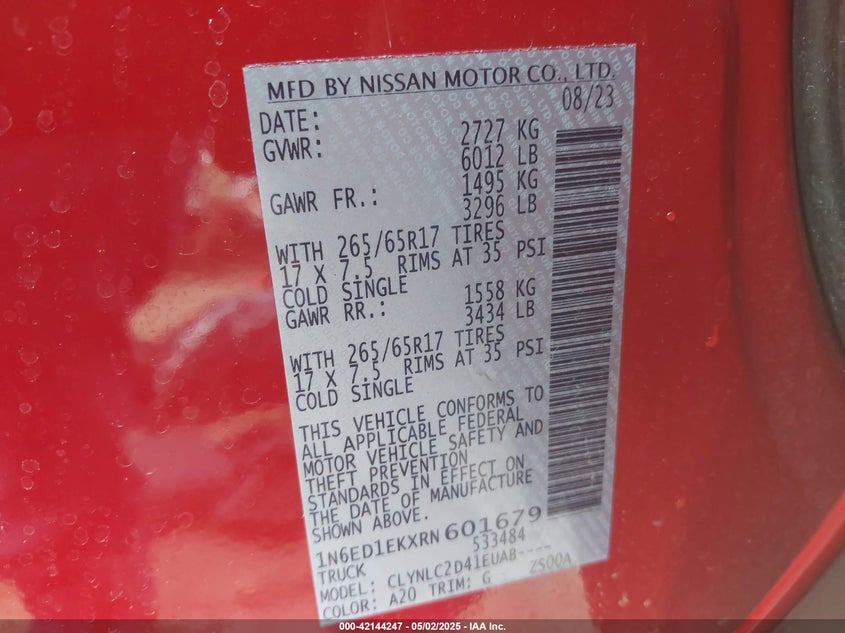 MFD BY NISSAN MOTOR CO., LTD.
DATE: 08/23
GVWR: 2727 KG
6012 LB
GAWR FR.: 1495 KG
3296 LB
WITH 265/65R17 TIRES
17 X 7.5 RIMS AT 35 PSI
COLD SINGLE
GAWR RR.: 1558 KG
3434 LB
WITH 265/65R17 TIRES
17 X 7.5 RIMS AT 35 PSI
COLD SINGLE
THIS VEHICLE CONFORMS TO
ALL APPLICABLE FEDERAL
MOTOR VEHICLE SAFETY AND
THEFT PREVENTION
STANDARDS IN EFFECT ON
THE DATE OF MANUFACTURE
SHOWN ABOVE.
1N6ED1EKXRN601679
TRUCK 533484
MODEL: CLYNLC2D41EUAB----
COLOR: A20 TRIM: G ZS00A
000-42144247 - 05/02/2025 - IAA Inc.